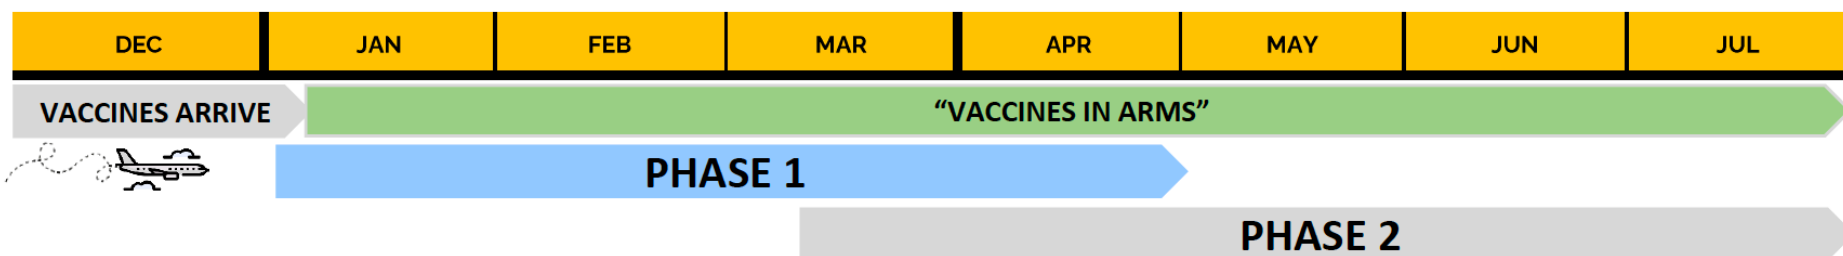 DEC JAN FEB MAR APR MAY JUN JUL
VACCINES ARRIVE “VACCINES IN ARMS”
PHASE 1
PHASE 2